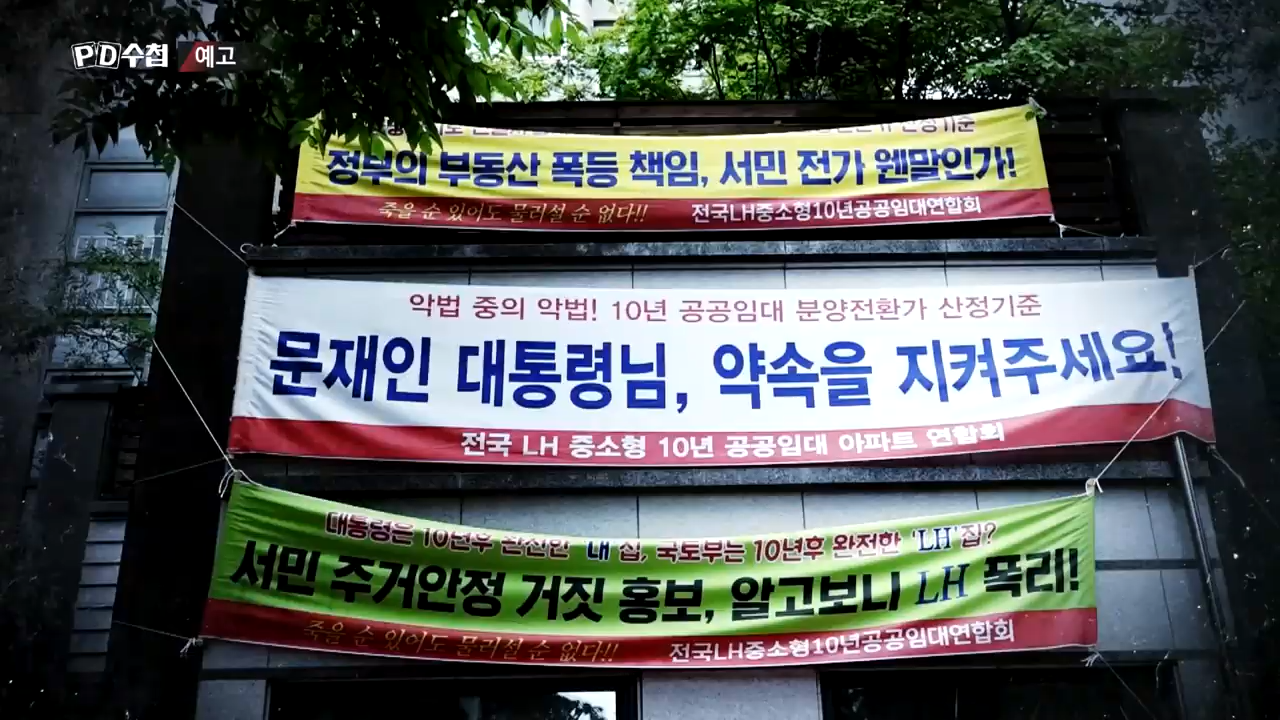 PD수첩 예고
산정기준
정부의 부동산 폭등 책임, 서민 전가 웬말인가!
죽을 순 있어도 물러설 순 없다!! 전국LH중소형10년공공임대연합회
악법 중의 악법! 10년 공공임대 분양전환가 산정기준
문재인 대통령님, 약속을 지켜주세요!
전국 LH 중소형 10년 공공임대 아파트 연합회
대통령은 10년후 완전한 '내 집, 국토부는 10년후 완전한 'LH'집?
서민 주거안정 거짓 홍보, 알고보니 LH 폭리!
죽을 순 있어도 물러설 순 없다!! 전국LH중소형10년공공임대연합회